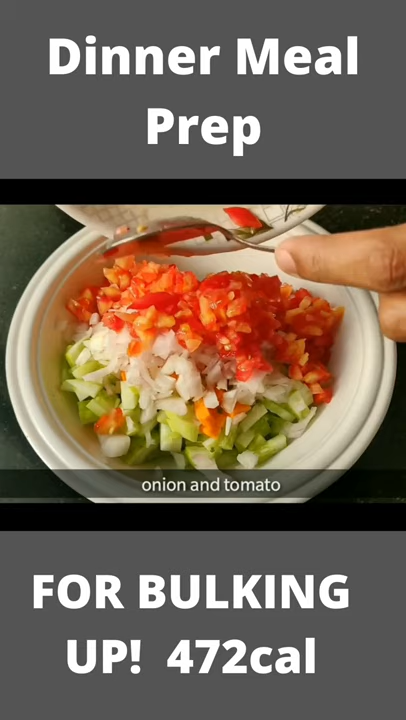 Dinner Meal
Prep
onion and tomato
FOR BULKING
UP! 472cal